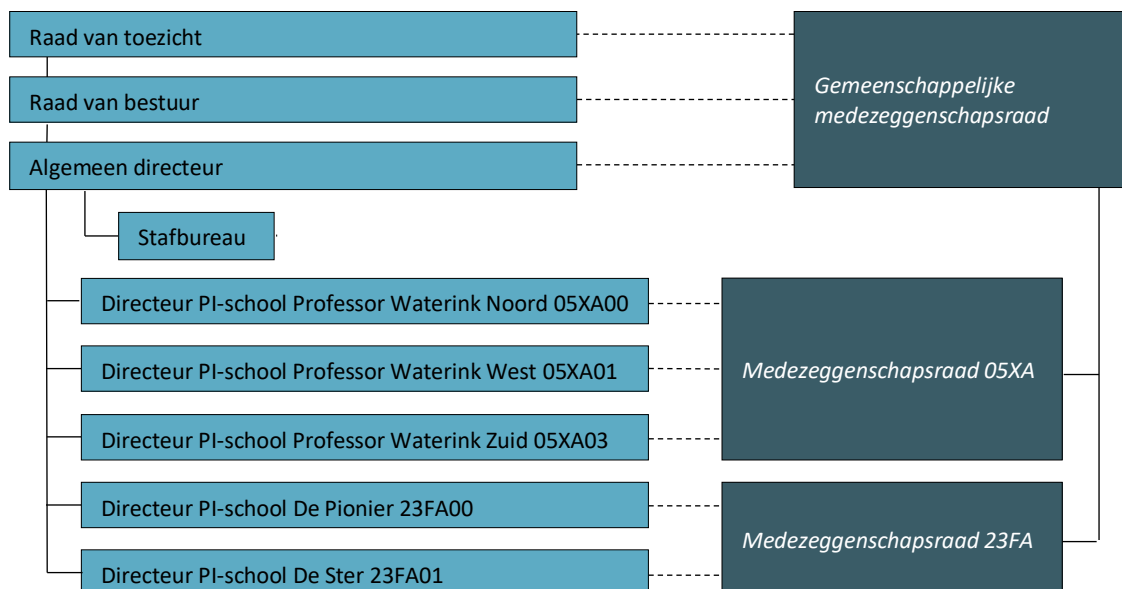 Raad van toezicht
Raad van bestuur
Algemeen directeur
Gemeenschappelijke
medezeggenschapsraad
Stafbureau
Directeur PI-school Professor Waterink Noord 05XA00
Directeur PI-school Professor Waterink West 05XA01
Directeur PI-school Professor Waterink Zuid 05XA03
Medezeggenschapsraad 05XA
Directeur PI-school De Pionier 23FA00
Directeur PI-school De Ster 23FA01
Medezeggenschapsraad 23FA